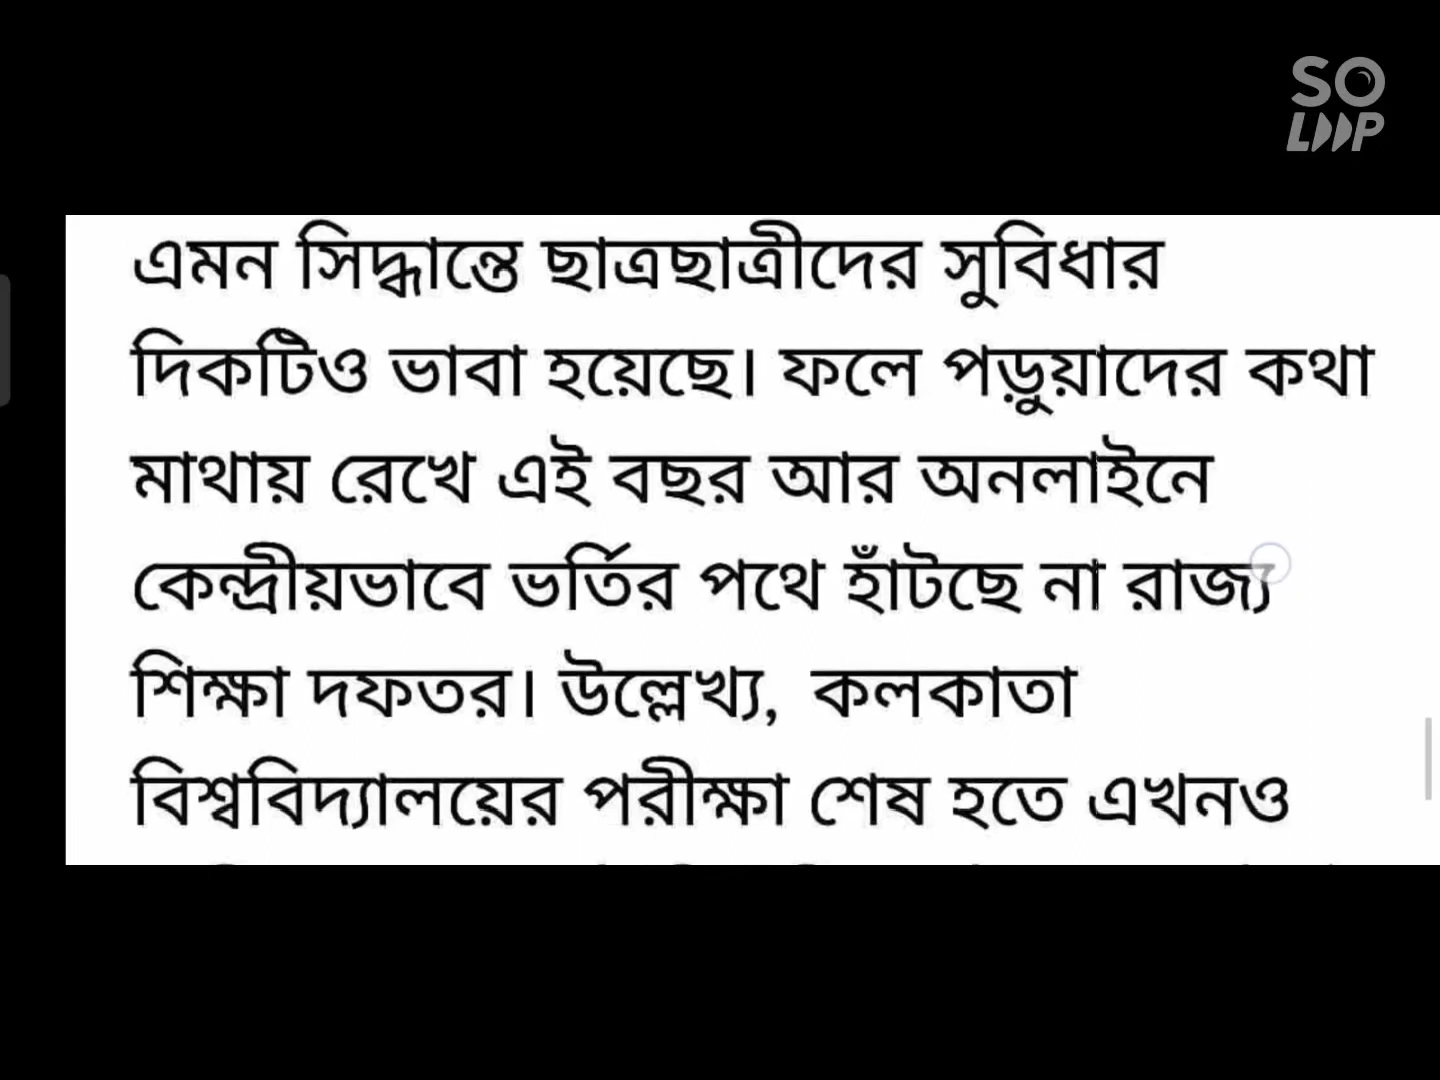 SO
LOOP
এমন সিদ্ধান্তে ছাত্রছাত্রীদের সুবিধার
দিকটিও ভাবা হয়েছে। ফলে পড়ুয়াদের কথা
মাথায় রেখে এই বছর আর অনলাইনে
কেন্দ্রীয়ভাবে ভর্তির পথে হাঁটছে না রাজ্য
শিক্ষা দফতর। উল্লেখ্য, কলকাতা
বিশ্ববিদ্যালয়ের পরীক্ষা শেষ হতে এখনও